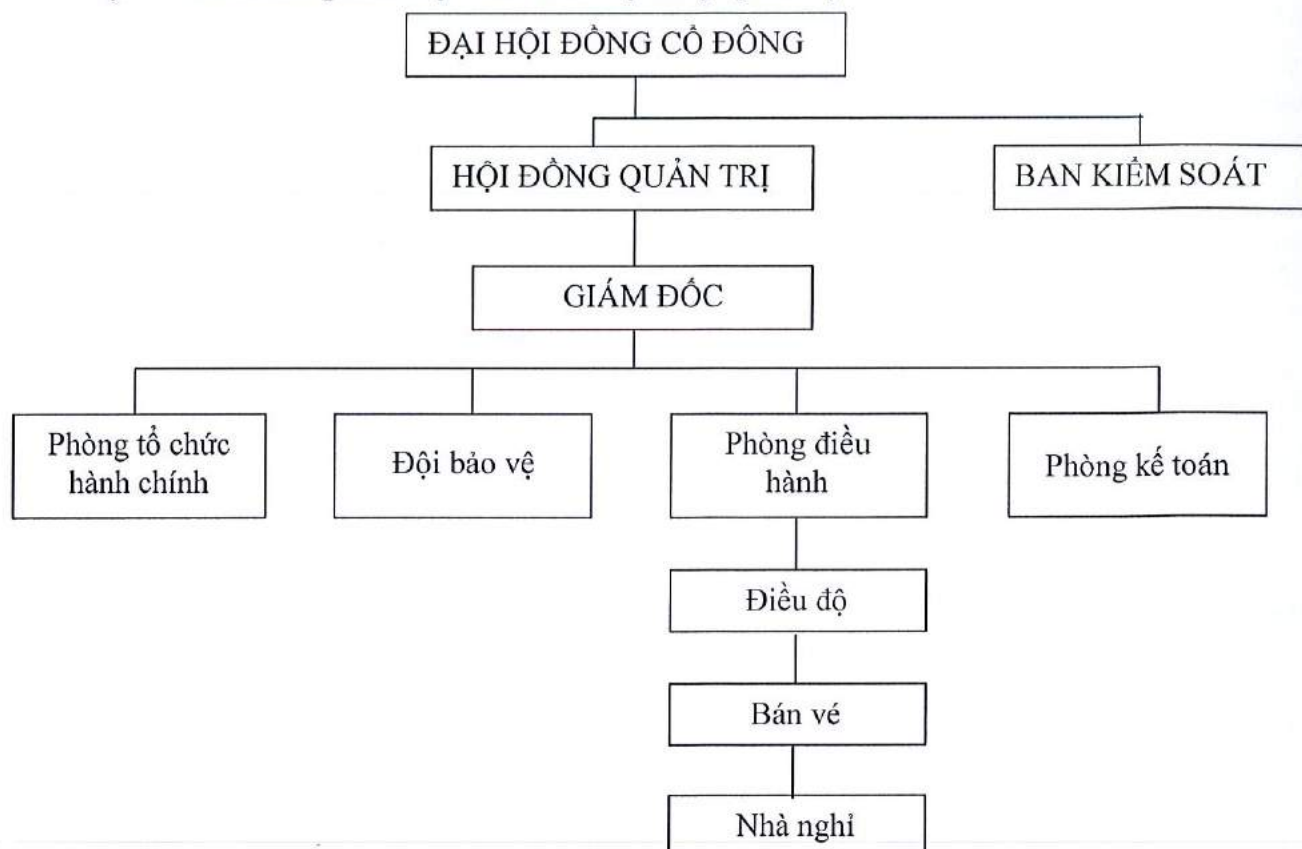 ĐẠI HỘI ĐỒNG CỔ ĐÔNG
HỘI ĐỒNG QUẢN TRỊ
BAN KIỂM SOÁT
GIÁM ĐỐC
Phòng tổ chức
hành chính
Đội bảo vệ
Phòng điều
hành
Phòng kế toán
Điều độ
Bán vé
Nhà nghỉ